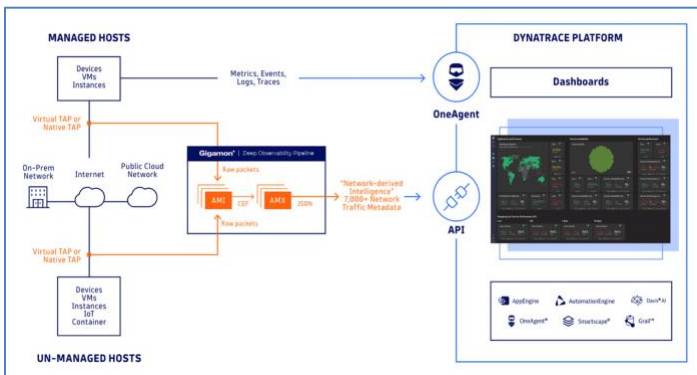 MANAGED HOSTS
DYNATRACE PLATFORM
Devices
VMs
Instances
Metrics, Events,
Logs, Traces
OneAgent
Dashboards
Virtual TAP or
Native TAP
Gigamon® | Deep Observability Pipeline
Raw packets
On-Prem
Network
Internet
Public Cloud
Network
AMI
CEF
AMX
JSON
"Network-derived
Intelligence"
7,000+ Network
Traffic Metadata
API
Raw packets
Virtual TAP or
Native TAP
Devices
VMs
Instances
IoT
Container
UN-MANAGED HOSTS
AppEngine
AutomationEngine
Davis® AI
OneAgent®
Smartscape®
Grail™